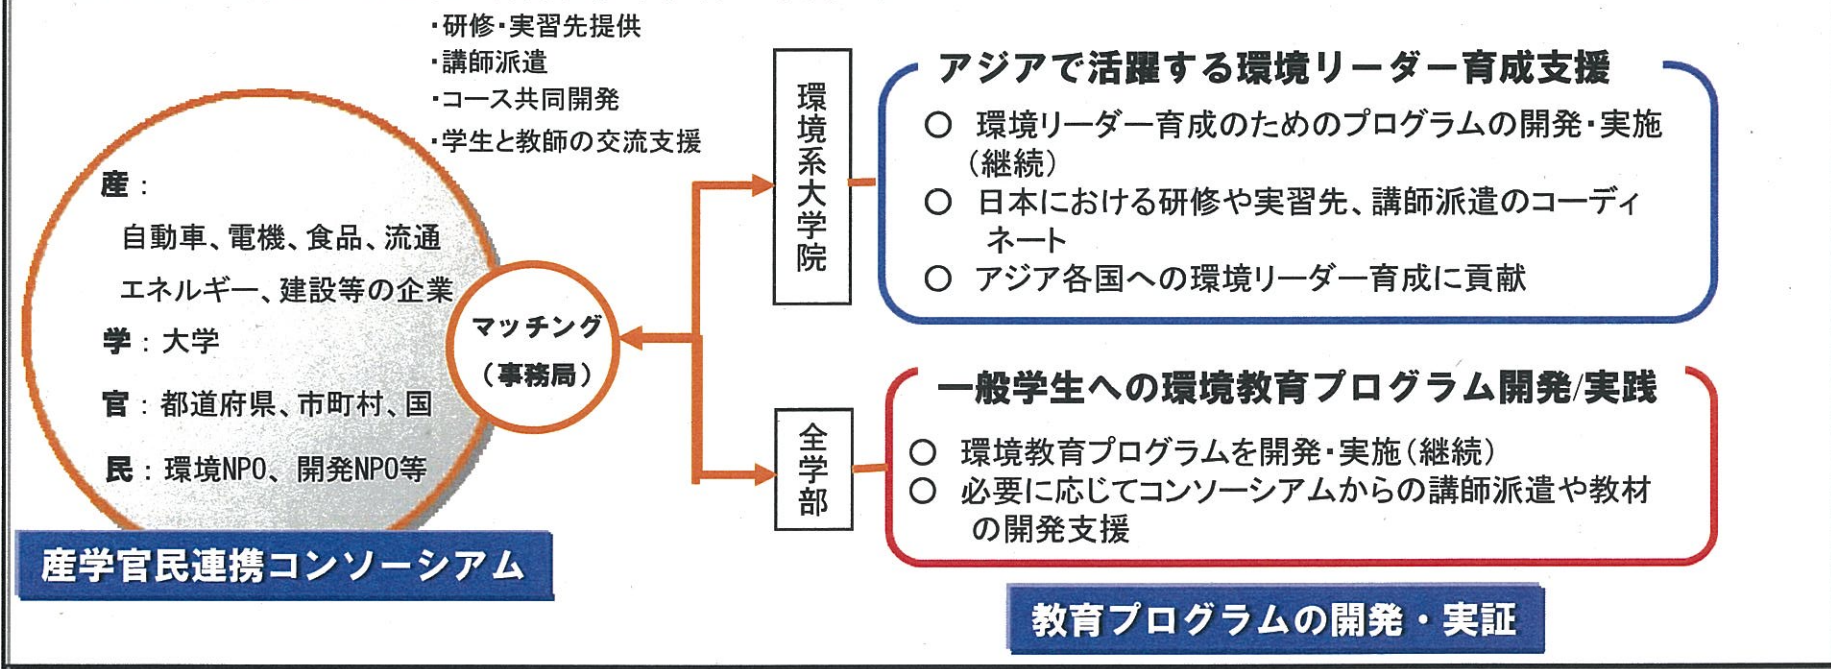 ・研修・実習先提供
・講師派遣
・コース共同開発
・学生と教師の交流支援
産：
自動車、電機、食品、流通
エネルギー、建設等の企業
学：大学
官：都道府県、市町村、国
民：環境NPO、開発NPO等
産学官民連携コンソーシアム
マッチング
（事務局）
環境系大学院
アジアで活躍する環境リーダー育成支援
○ 環境リーダー育成のためのプログラムの開発・実施
（継続）
○ 日本における研修や実習先、講師派遣のコーディ
ネート
○ アジア各国への環境リーダー育成に貢献
全学部
一般学生への環境教育プログラム開発/実践
○ 環境教育プログラムを開発・実施（継続）
○ 必要に応じてコンソーシアムからの講師派遣や教材
の開発支援
教育プログラムの開発・実証